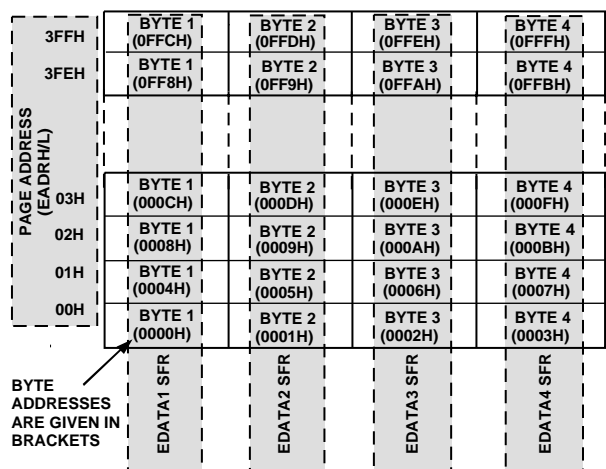 3FFH
BYTE 1
(0FFCH)
BYTE 2
(0FFDH)
BYTE 3
(0FFEH)
BYTE 4
(0FFFH)
3FEH
BYTE 1
(0FF8H)
BYTE 2
(0FF9H)
BYTE 3
(0FFAH)
BYTE 4
(0FFBH)
PAGE ADDRESS
(EADRH/L)
03H
BYTE 1
(000CH)
BYTE 2
(000DH)
BYTE 3
(000EH)
BYTE 4
(000FH)
02H
BYTE 1
(0008H)
BYTE 2
(0009H)
BYTE 3
(000AH)
BYTE 4
(000BH)
01H
BYTE 1
(0004H)
BYTE 2
(0005H)
BYTE 3
(0006H)
BYTE 4
(0007H)
00H
BYTE 1
(0000H)
BYTE 2
(0001H)
BYTE 3
(0002H)
BYTE 4
(0003H)
BYTE
ADDRESSES
ARE GIVEN IN
BRACKETS
EDATA1 SFR
EDATA2 SFR
EDATA3 SFR
EDATA4 SFR